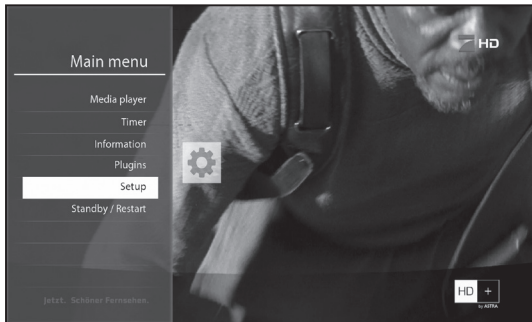 Main menu
HD
Media player
Timer
Information
Plugins
Setup
Standby / Restart
Jetzt. Schöner Fernsehen.
HD +
by ASTRA